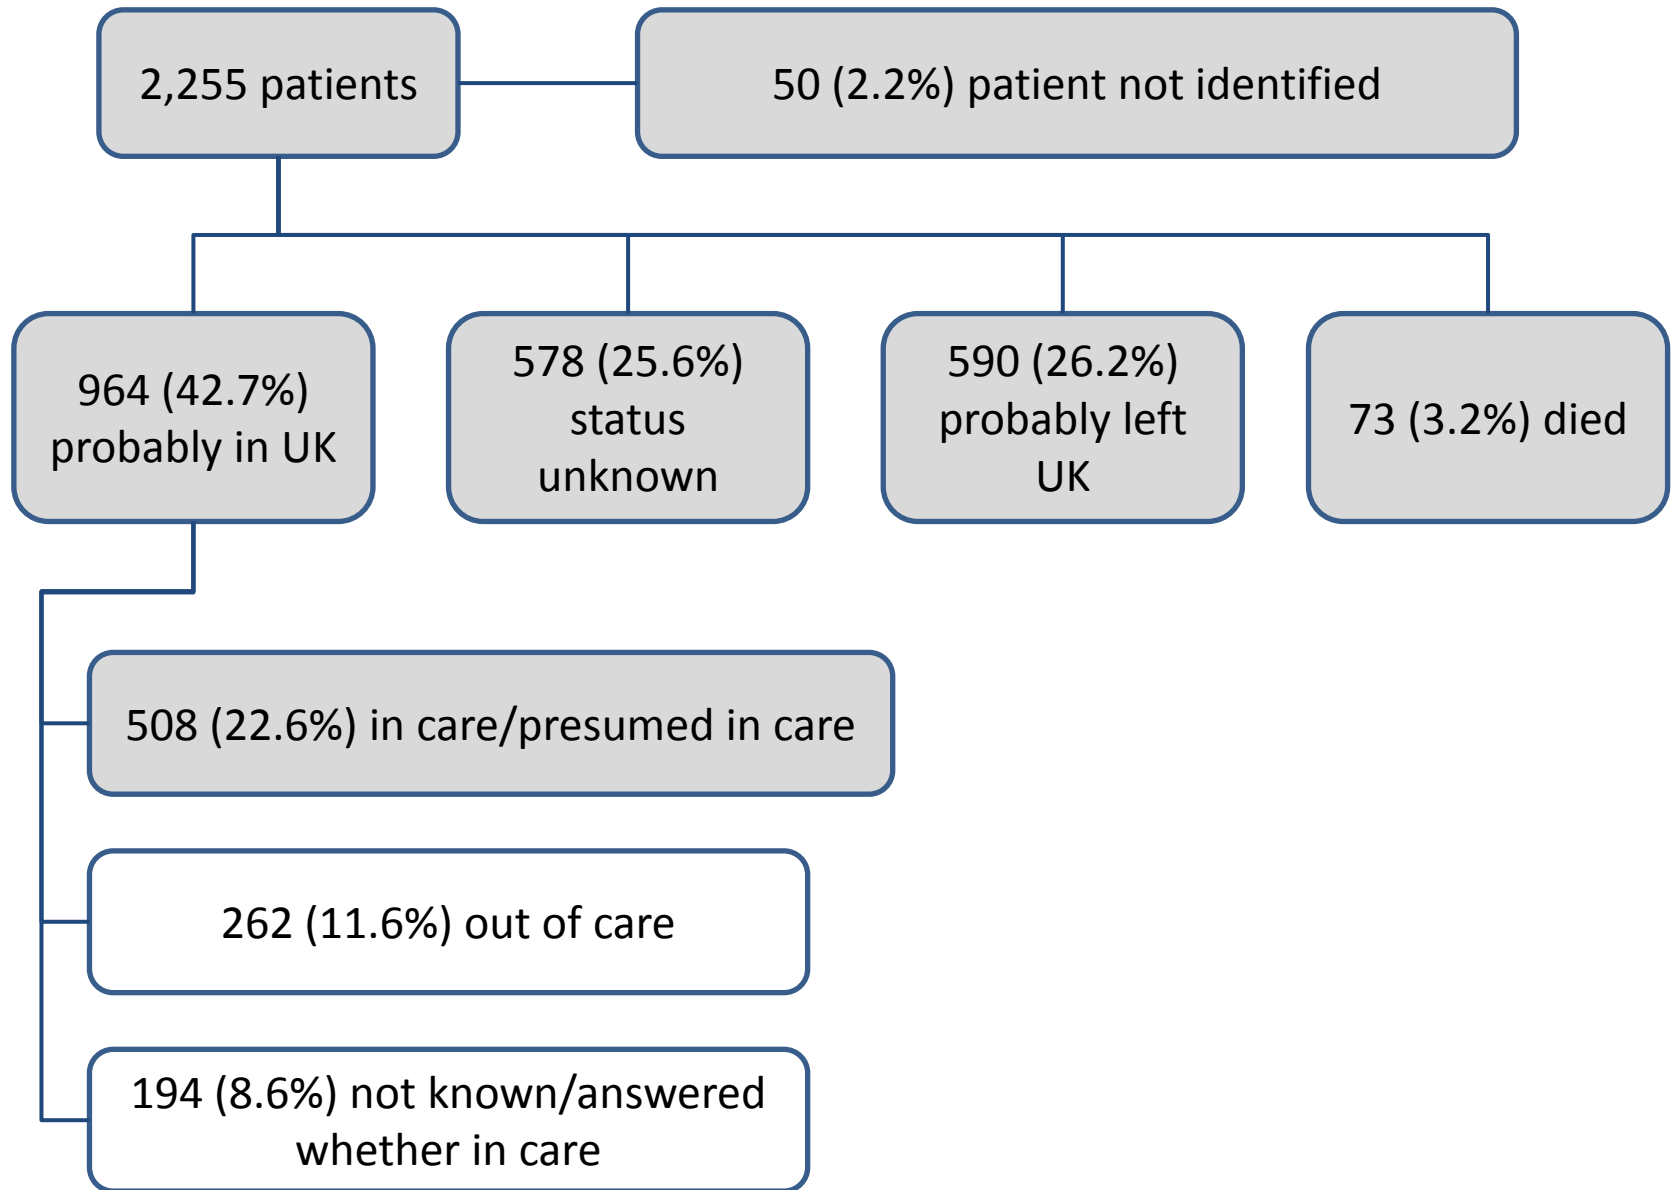 2,255 patients
50 (2.2%) patient not identified
964 (42.7%)
probably in UK
578 (25.6%)
status
unknown
590 (26.2%)
probably left
UK
73 (3.2%) died
508 (22.6%) in care/presumed in care
262 (11.6%) out of care
194 (8.6%) not known/answered
whether in care